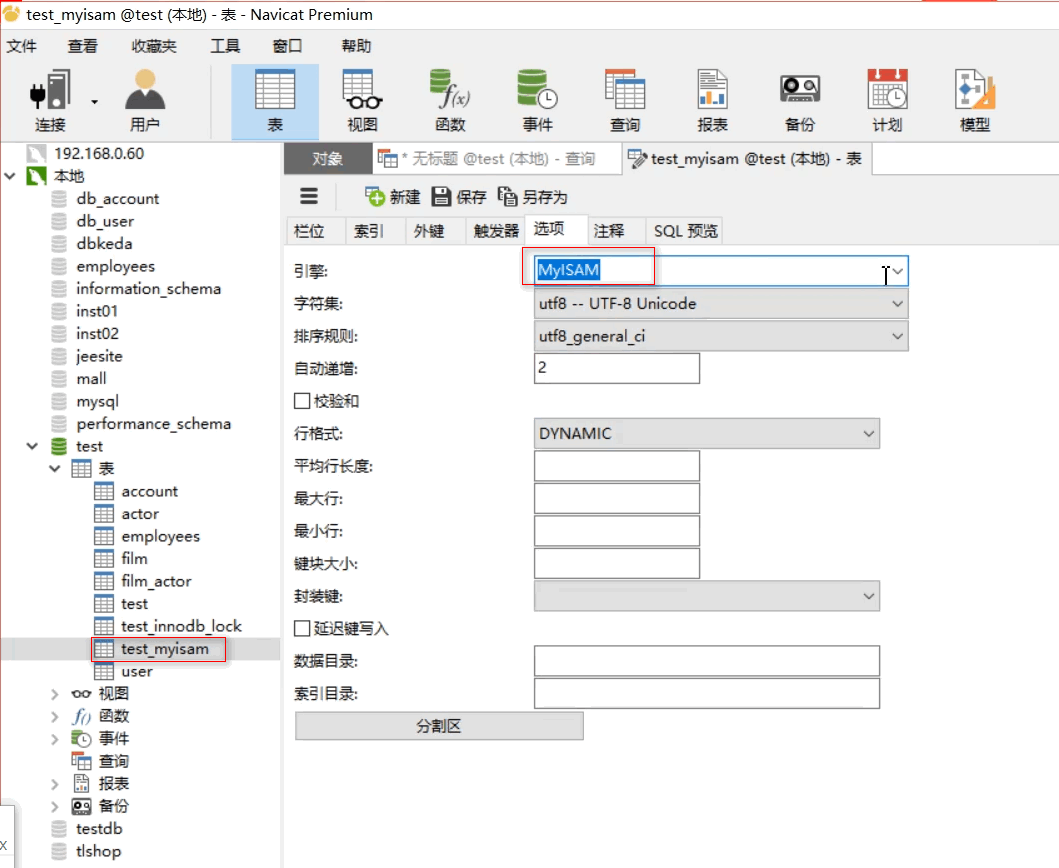 test_myisam @test (本地) - 表 - Navicat Premium
文件 查看 收藏夹 工具 窗口 帮助
连接 用户 表 视图 函数 事件 查询 报表 备份 计划 模型
192.168.0.60
本地
db_account
db_user
dbkeda
employees
information_schema
inst01
inst02
jeesite
mall
mysql
performance_schema
test
表
account
actor
employees
film
film_actor
test
test_innodb_lock
test_myisam
user
视图
函数
事件
查询
报表
备份
testdb
tlshop
x
对象 * 无标题 @test (本地) - 查询 test_myisam @test (本地) - 表
新建 保存 另存为
栏位 索引 外键 触发器 选项 注释 SQL 预览
引擎: MyISAM
字符集: utf8 -- UTF-8 Unicode
排序规则: utf8_general_ci
自动递增: 2
校验和
行格式: DYNAMIC
平均行长度:
最大行:
最小行:
键块大小:
封装键:
延迟键写入
数据目录:
索引目录:
分割区